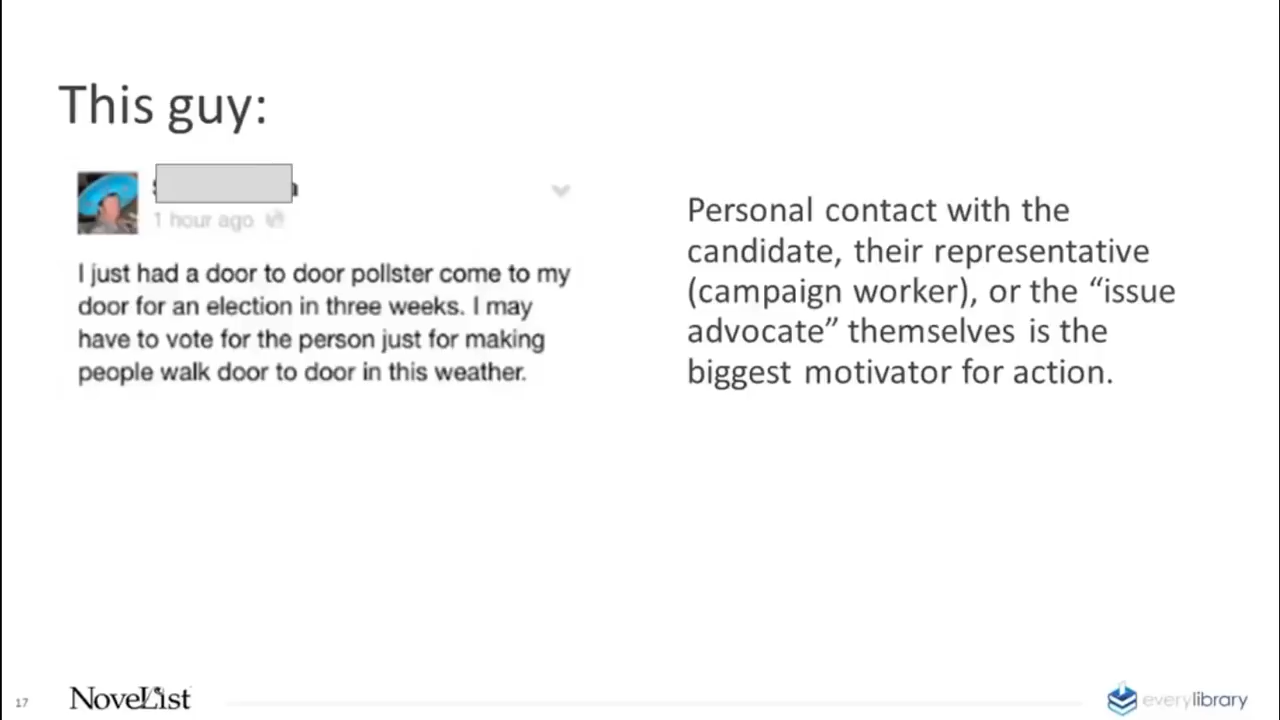 This guy:
1 hour ago
I just had a door to door pollster come to my
door for an election in three weeks. I may
have to vote for the person just for making
people walk door to door in this weather.
Personal contact with the
candidate, their representative
(campaign worker), or the “issue
advocate” themselves is the
biggest motivator for action.
17
NoveList
everylibrary